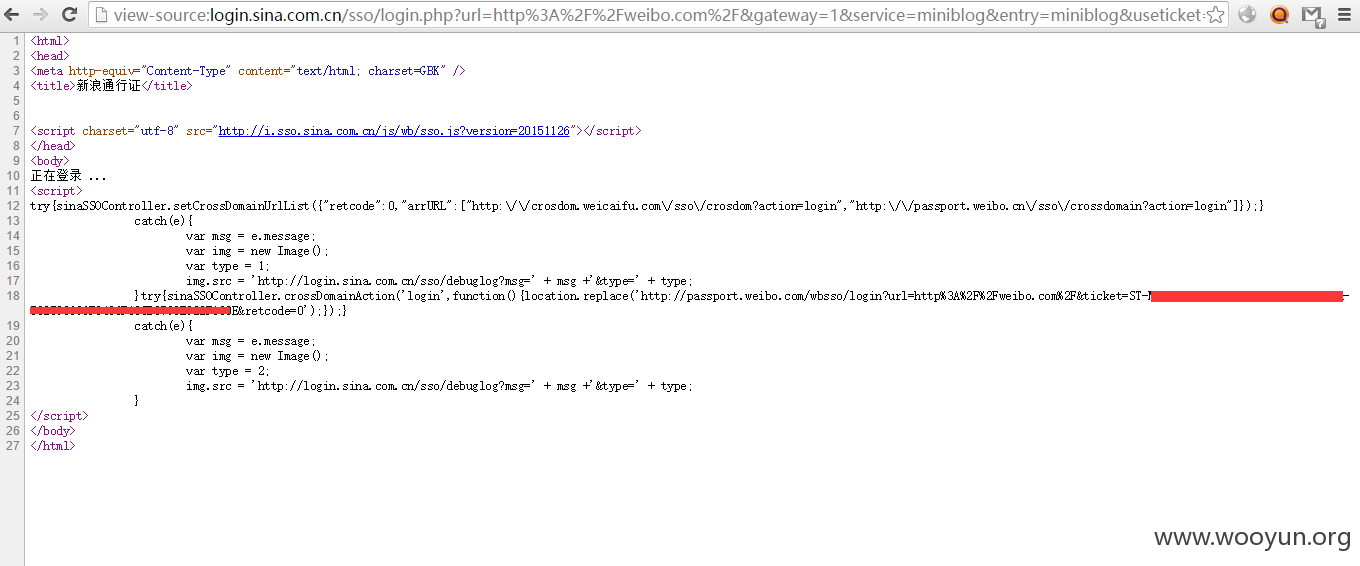 view-source:login.sina.com.cn/sso/login.php?url=http%3A%2F%2Fweibo.com%2F&gateway=1&service=miniblog&entry=miniblog&useticket
1 <html>
2 <head>
3 <meta http-equiv="Content-Type" content="text/html; charset=GBK" />
4 <title>新浪通行证</title>
5
6
7 <script charset="utf-8" src="http://i.sso.sina.com.cn/js/wb/sso.js?version=20151126"></script>
8 </head>
9 <body>
10 正在登录 ...
11 <script>
12 try{sinaSSOController.setCrossDomainUrlList({"retcode":0,"arrURL":["http:\/\/crosdom.weicaifu.com\/sso\/crosdom?action=login","http:\/\/passport.weibo.cn\/sso\/crossdomain?action=login"]});}
13 catch(e){
14 var msg = e.message;
15 var img = new Image();
16 var type = 1;
17 img.src = 'http://login.sina.com.cn/sso/debuglog?msg=' + msg +'&type=' + type;
18 }try{sinaSSOController.crossDomainAction('login',function(){location.replace('http://passport.weibo.com/wbsso/login?url=http%3A%2F%2Fweibo.com%2F&ticket=ST-
E&retcode=0');});}
19 catch(e){
20 var msg = e.message;
21 var img = new Image();
22 var type = 2;
23 img.src = 'http://login.sina.com.cn/sso/debuglog?msg=' + msg +'&type=' + type;
24 }
25 </script>
26 </body>
27 </html>
www.wooyun.org